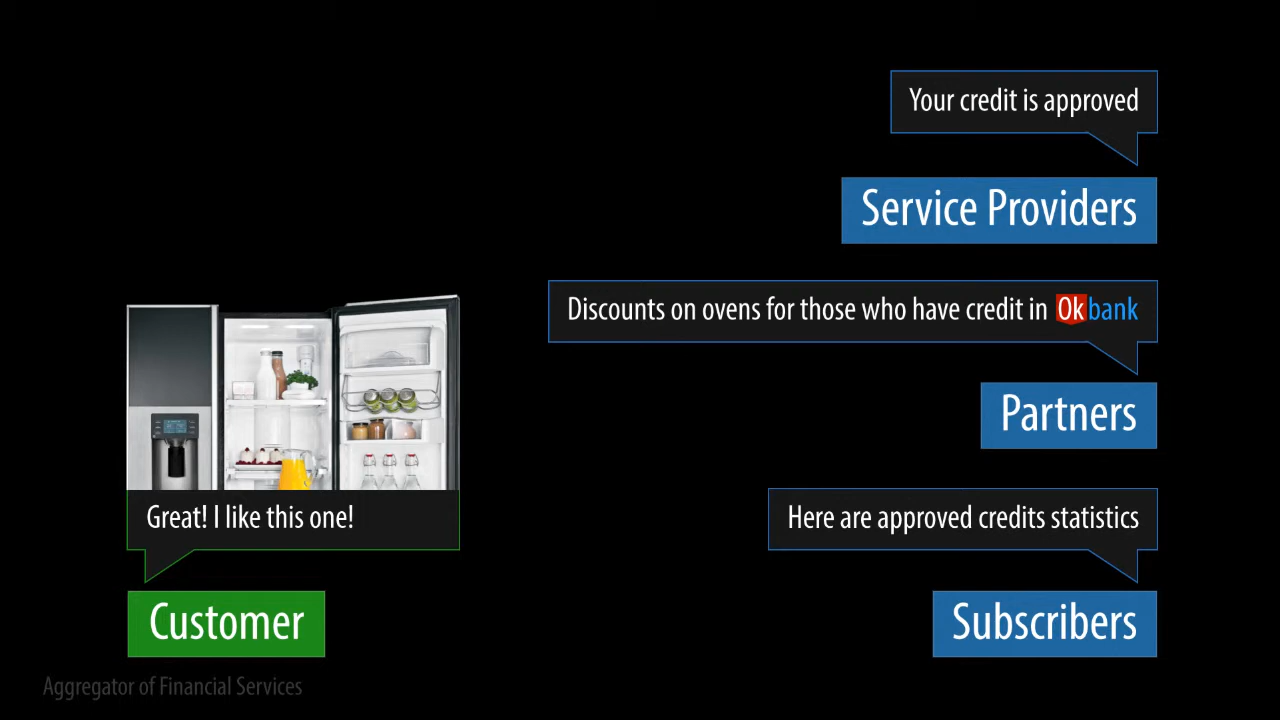 Your credit is approved
Service Providers
Discounts on ovens for those who have credit in Okbank
Partners
Great! I like this one!
Here are approved credits statistics
Customer
Subscribers
Aggregator of Financial Services